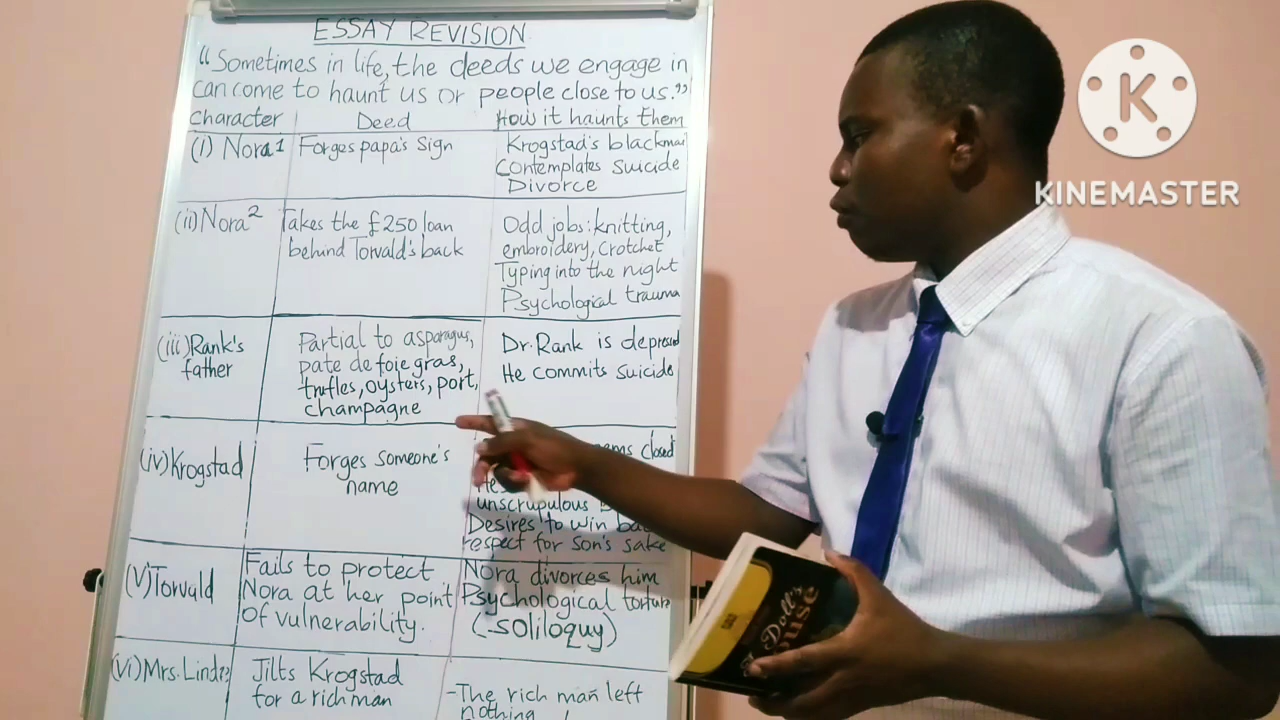 ESSAY REVISION
"Sometimes in life, the deeds we engage in
can come to haunt us or people close to us."
Character Deed How it haunts them
(i) Nora1 Forges papa's Sign Krogstad's blackmai
Contemplates suicide
Divorce
(ii) Nora2 Takes the £250 loan
behind Torvald's back
Odd jobs: knitting,
embroidery, crotchet
Typing into the night
Psychological trauma
(iii) Rank's
father
Partial to asparagus,
pate de foie gras,
trufles, oysters, port,
champagne
Dr. Rank is depressed
He commits suicide
(iv) Krogstad
Forges someone's
name
closed
He
unscrupulous
Desires to win
respect for son's sake
(V) Torvald
Fails to protect
Nora at her point
of vulnerability.
Nora divorces him
Psychological torture
(-soliloquy)
(vi) Mrs. Linde
Jilts Krogstad
for a rich man
-The rich man left
nothing
A Doll's
House
K
KINEMASTER